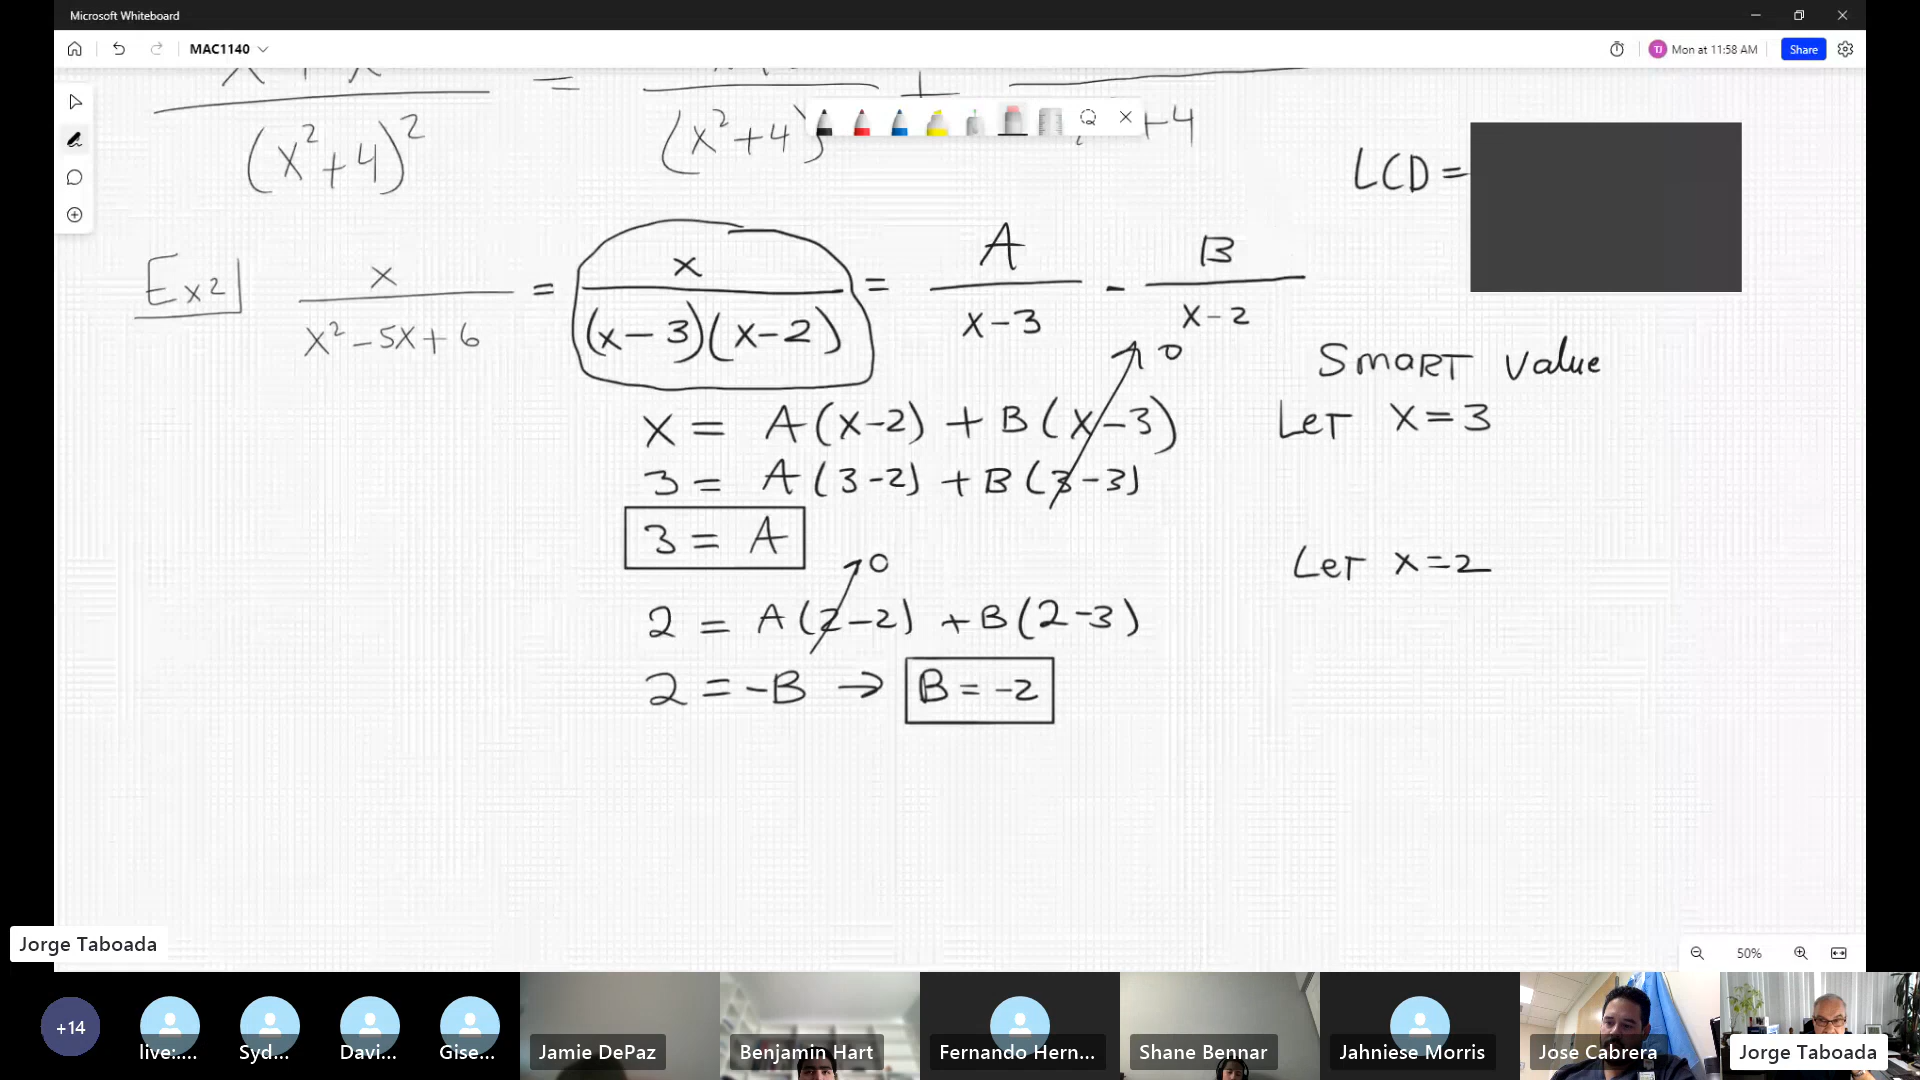 Microsoft Whiteboard
MAC1140
TJ Mon at 11:58 AM Share
(x²+4)² = (x²+4) + +4
LCD =
Ex2 x/(x²-5x+6) = x/((x-3)(x-2)) = A/(x-3) - B/(x-2)
0
SMART Value
x = A(x-2) + B(x-3) Let x=3
3 = A(3-2) + B(3-3)
3 = A
0 Let x=2
2 = A(2-2) + B(2-3)
2 = -B → B = -2
50%
Jorge Taboada
+14
live:....
Syd...
Davi...
Gise...
Jamie DePaz
Benjamin Hart
Fernando Hern...
Shane Bennar
Jahniese Morris
Jose Cabrera
Jorge Taboada